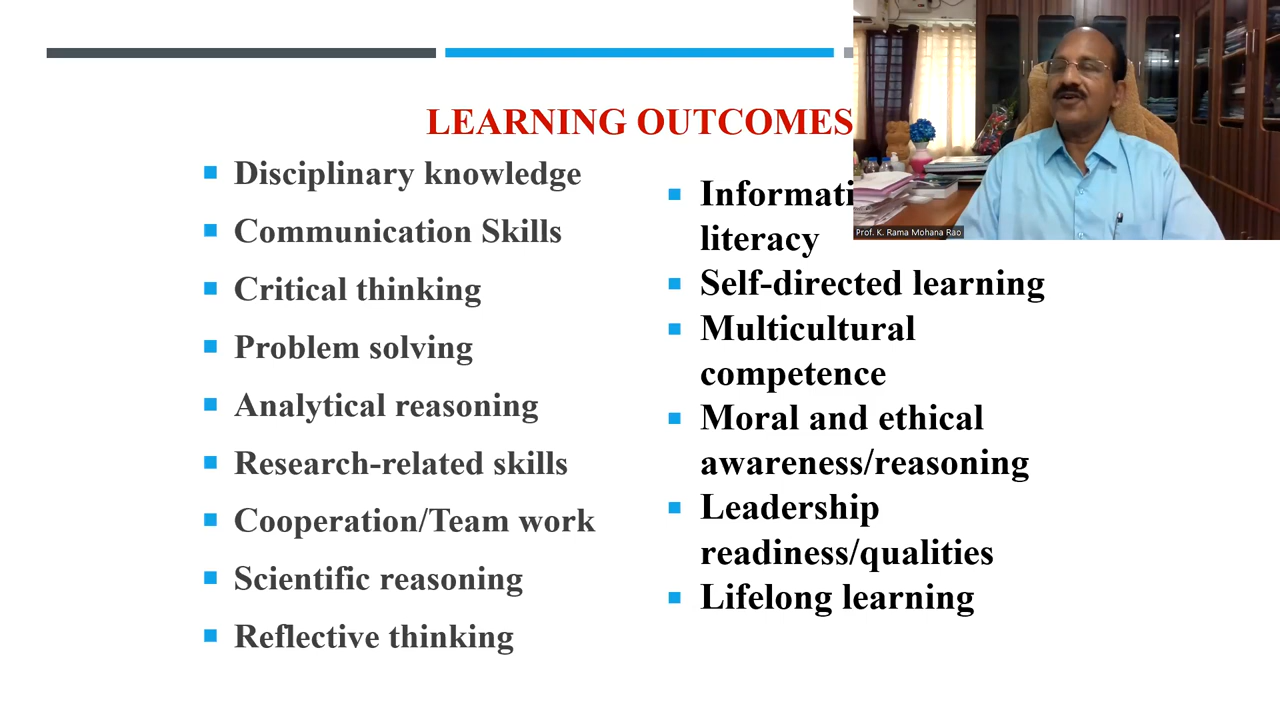 LEARNING OUTCOMES
Disciplinary knowledge
Communication Skills
Critical thinking
Problem solving
Analytical reasoning
Research-related skills
Cooperation/Team work
Scientific reasoning
Reflective thinking
Informati
literacy
Self-directed learning
Multicultural
competence
Moral and ethical
awareness/reasoning
Leadership
readiness/qualities
Lifelong learning
Prof. K. Rama Mohana Rao